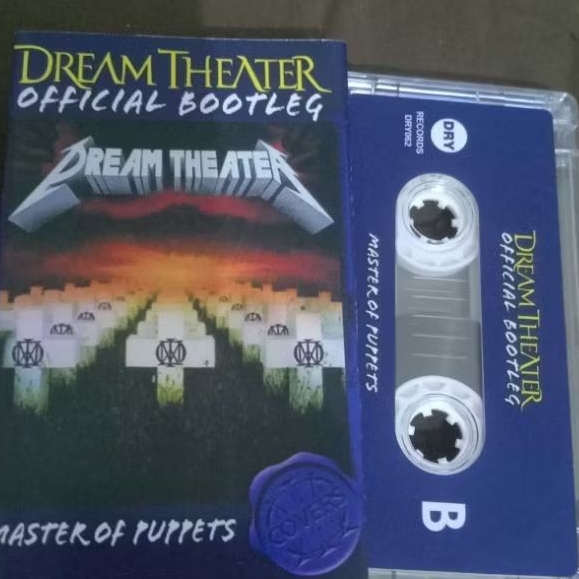 DREAM THEATER
OFFICIAL BOOTLEG
DREAM THEATER
MASTER OF PUPPETS
COVERS
DRY
RECORDS
DRY062
MASTER OF PUPPETS
DREAM THEATER
OFFICIAL BOOTLEG
B